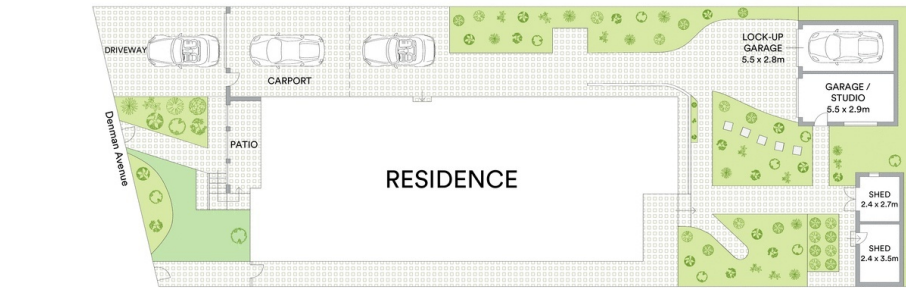 DRIVEWAY
CARPORT
LOCK-UP
GARAGE
5.5 x 2.8m
GARAGE /
STUDIO
5.5 x 2.9m
Denman Avenue
PATIO
RESIDENCE
SHED
2.4 x 2.7m
SHED
2.4 x 3.5m